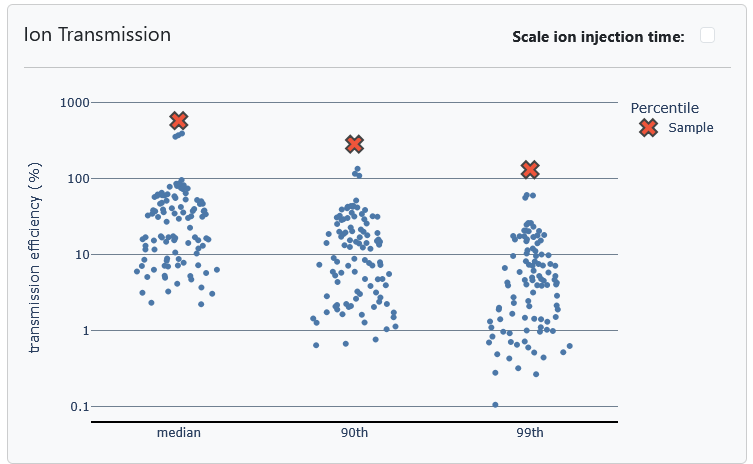 Ion Transmission
Scale ion injection time:
Percentile
Sample
transmission efficiency (%)
1000
100
10
1
0.1
median
90th
99th